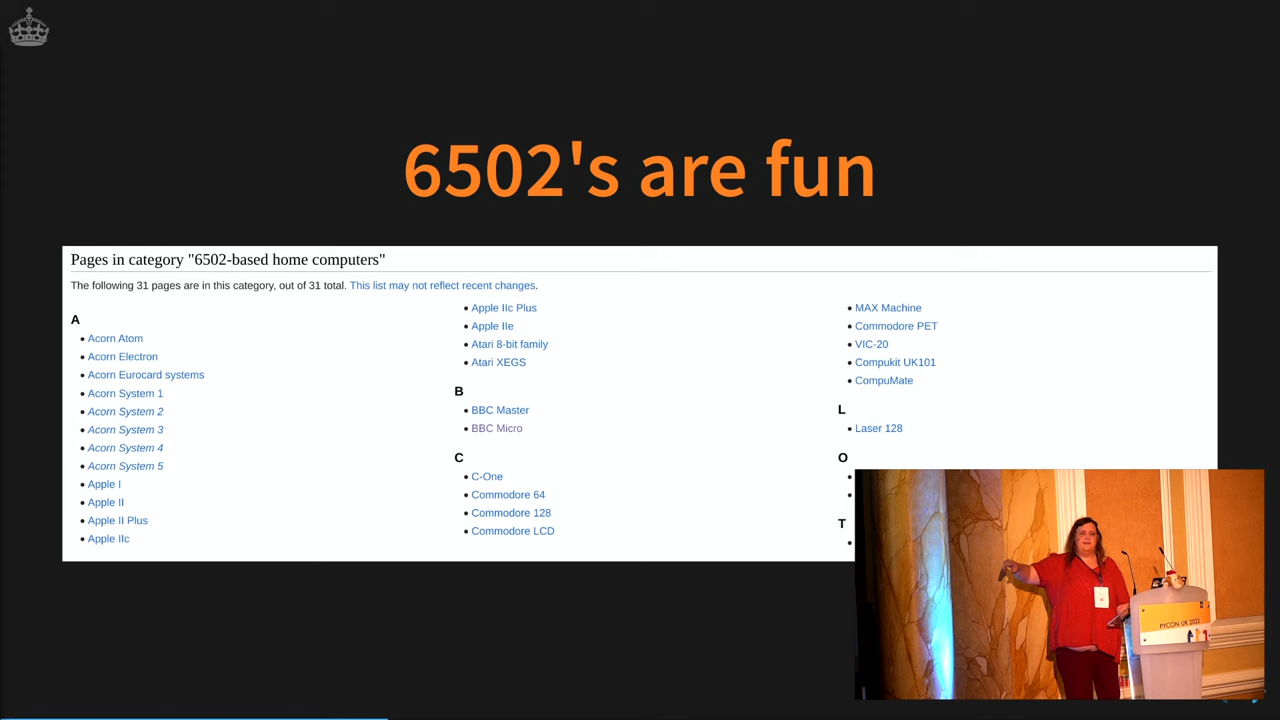 6502's are fun
Pages in category "6502-based home computers"
The following 31 pages are in this category, out of 31 total. This list may not reflect recent changes.
A
Acorn Atom
Acorn Electron
Acorn Eurocard systems
Acorn System 1
Acorn System 2
Acorn System 3
Acorn System 4
Acorn System 5
Apple I
Apple II
Apple II Plus
Apple IIc
Apple IIc Plus
Apple IIe
Atari 8-bit family
Atari XEGS
B
BBC Master
BBC Micro
C
C-One
Commodore 64
Commodore 128
Commodore LCD
MAX Machine
Commodore PET
VIC-20
Compukit UK101
CompuMate
L
Laser 128
O
T
PYCON UK 2023